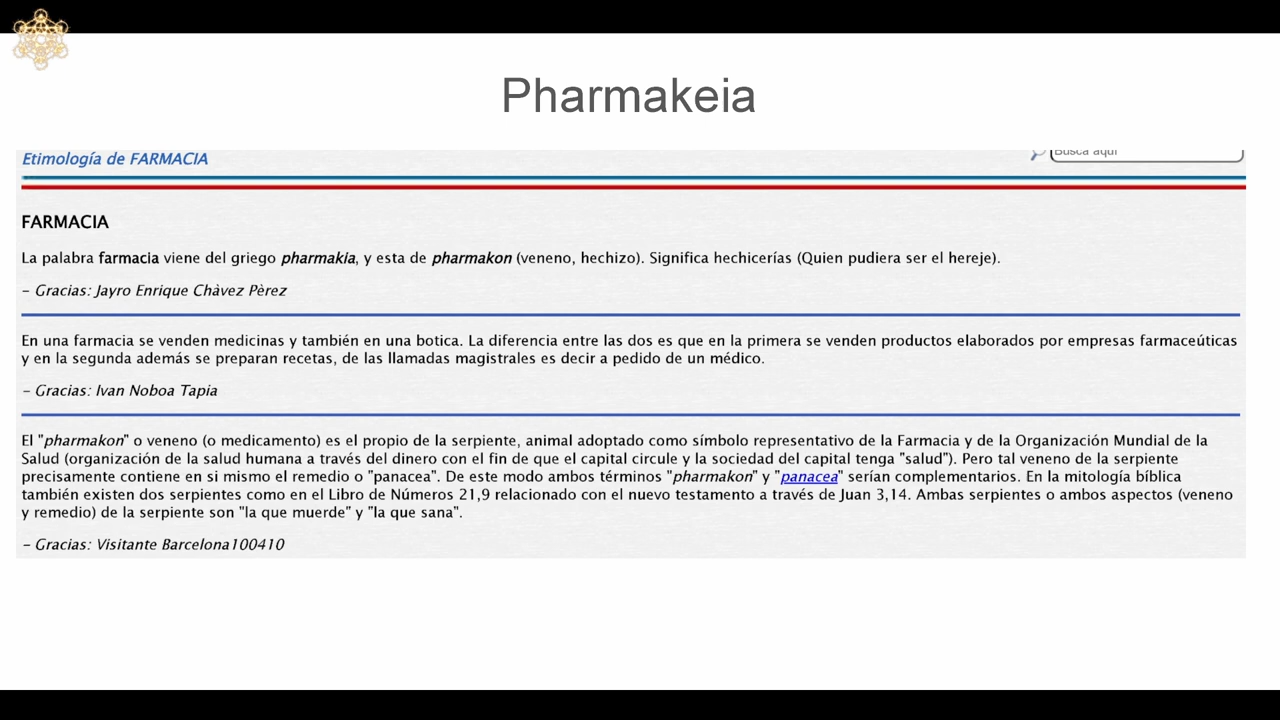 Pharmakeia
Etimología de FARMACIA
Busca aquí
FARMACIA
La palabra farmacia viene del griego pharmakia, y esta de pharmakon (veneno, hechizo). Significa hechicerías (Quien pudiera ser el hereje).
– Gracias: Jayro Enrique Chàvez Pèrez
En una farmacia se venden medicinas y también en una botica. La diferencia entre las dos es que en la primera se venden productos elaborados por empresas farmaceúticas
y en la segunda además se preparan recetas, de las llamadas magistrales es decir a pedido de un médico.
– Gracias: Ivan Noboa Tapia
El "pharmakon" o veneno (o medicamento) es el propio de la serpiente, animal adoptado como símbolo representativo de la Farmacia y de la Organización Mundial de la
Salud (organización de la salud humana a través del dinero con el fin de que el capital circule y la sociedad del capital tenga "salud"). Pero tal veneno de la serpiente
precisamente contiene en si mismo el remedio o "panacea". De este modo ambos términos "pharmakon" y "panacea" serían complementarios. En la mitología bíblica
también existen dos serpientes como en el Libro de Números 21,9 relacionado con el nuevo testamento a través de Juan 3,14. Ambas serpientes o ambos aspectos (veneno
y remedio) de la serpiente son "la que muerde" y "la que sana".
– Gracias: Visitante Barcelona100410